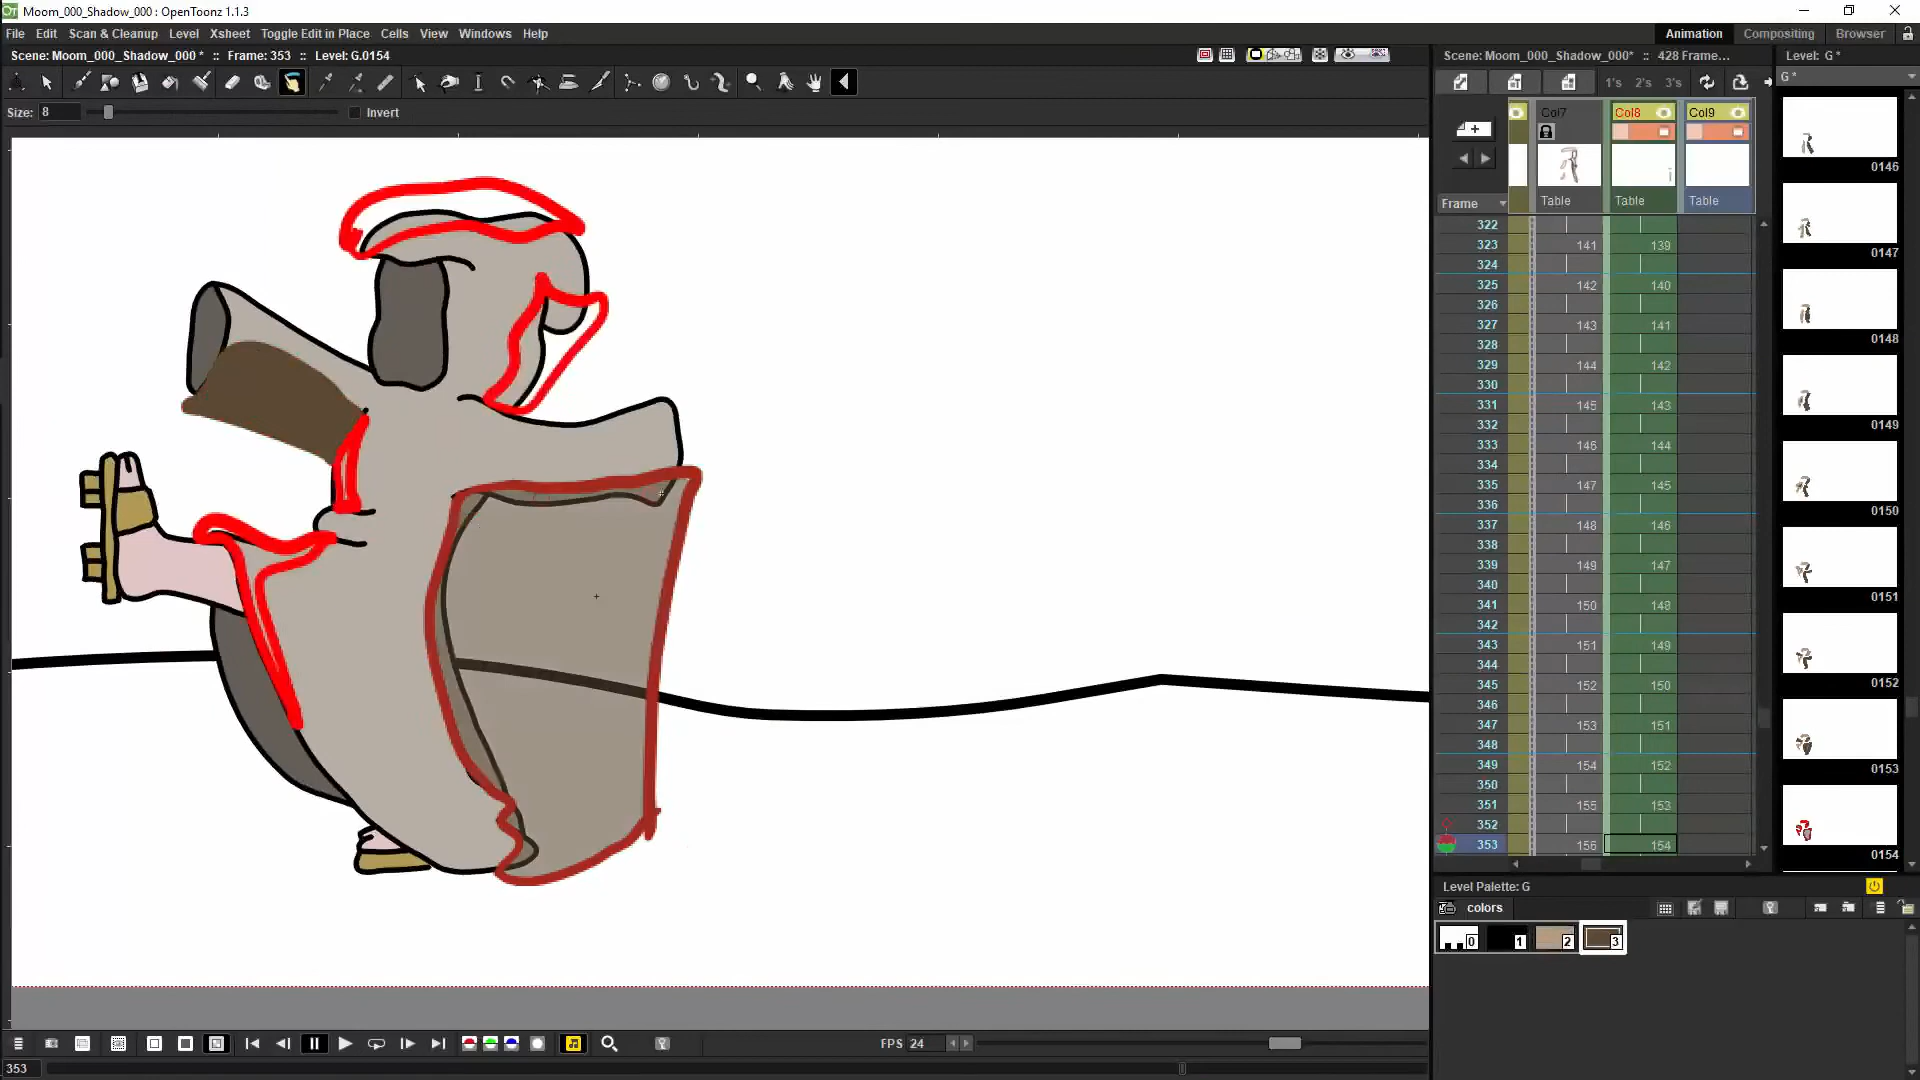 Moom_000_Shadow_000 : OpenToonz 1.1.3
File Edit Scan & Cleanup Level Xsheet Toggle Edit in Place Cells View Windows Help
Animation Compositing Browser
Scene: Moom_000_Shadow_000 * :: Frame: 353 :: Level: G.0154
Scene: Moom_000_Shadow_000* :: 428 Frame...
Level: G *
G *
1's 2's 3's
Size: 8 Invert
Col7 Col8 Col9
Table Table Table
Frame
322
323 141 139
324
325 142 140
326
327 143 141
328
329 144 142
330
331 145 143
332
333 146 144
334
335 147 145
336
337 148 146
338
339 149 147
340
341 150 148
342
343 151 149
344
345 152 150
346
347 153 151
348
349 154 152
350
351 155 153
352
353 156 154
0146
0147
0148
0149
0150
0151
0152
0153
0154
Level Palette: G
colors
0 1 2 3
FPS 24
353